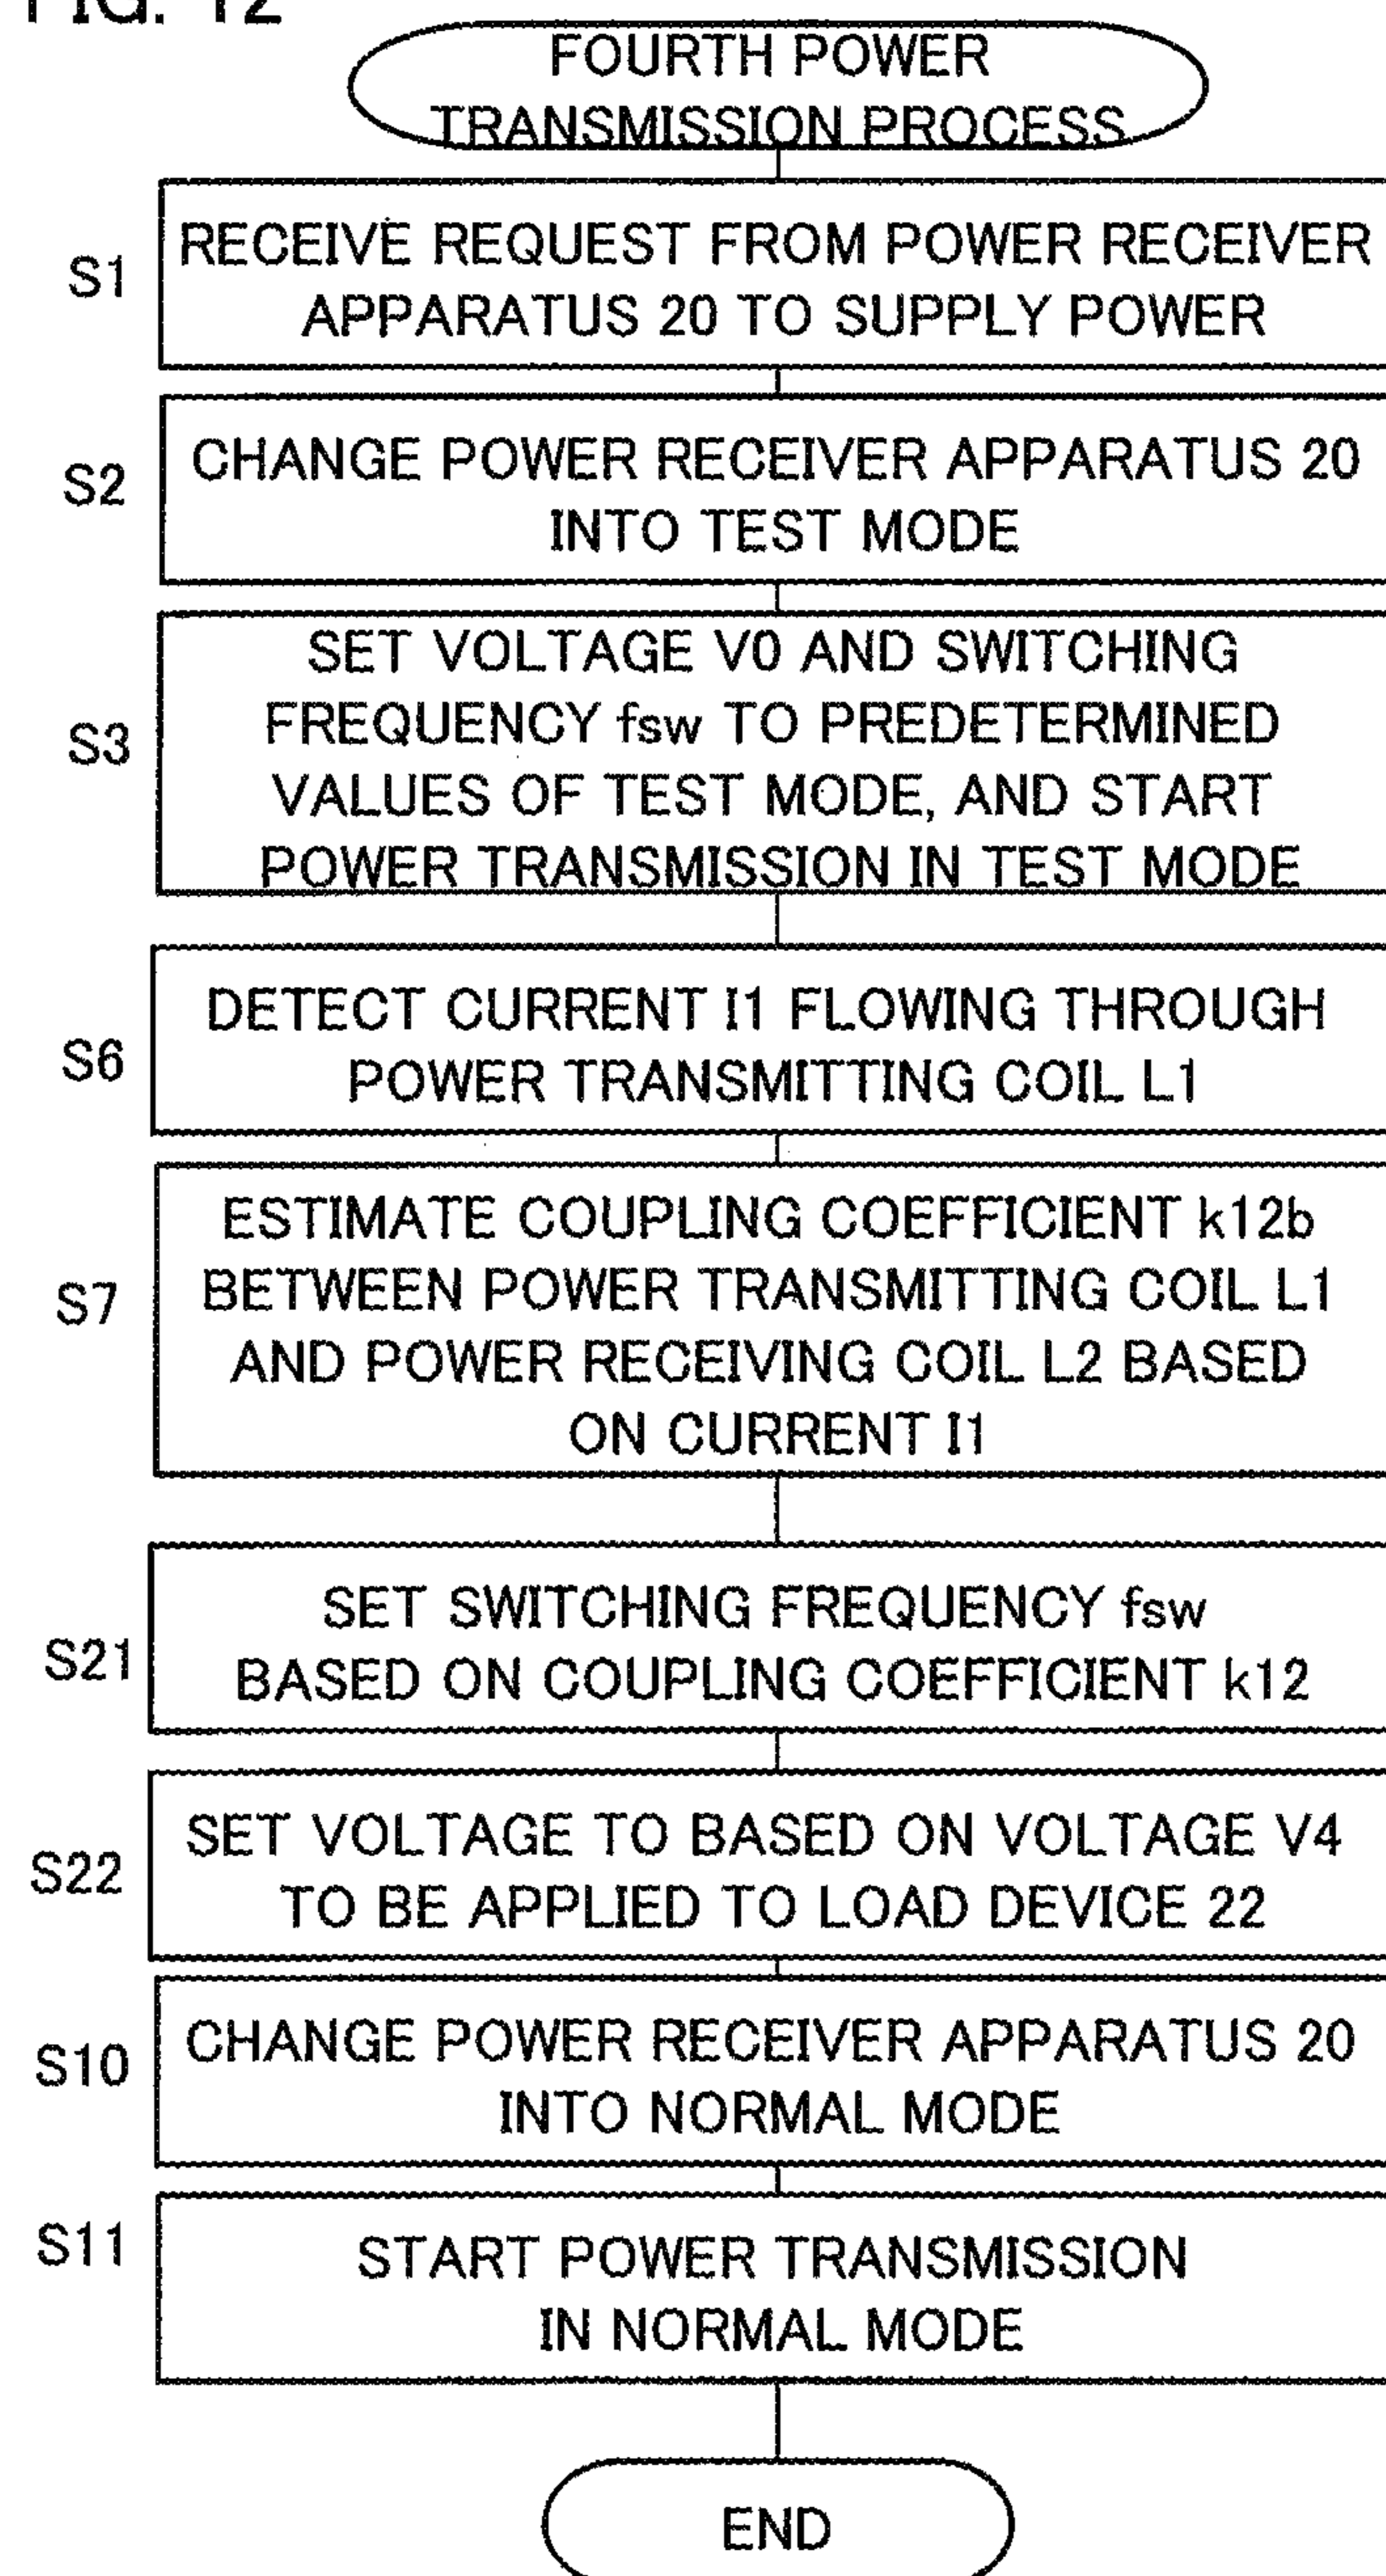 FIG. 12
FOURTH POWER
TRANSMISSION PROCESS
S1
RECEIVE REQUEST FROM POWER RECEIVER
APPARATUS 20 TO SUPPLY POWER
S2
CHANGE POWER RECEIVER APPARATUS 20
INTO TEST MODE
S3
SET VOLTAGE V0 AND SWITCHING
FREQUENCY fsw TO PREDETERMINED
VALUES OF TEST MODE, AND START
POWER TRANSMISSION IN TEST MODE
S6
DETECT CURRENT I1 FLOWING THROUGH
POWER TRANSMITTING COIL L1
S7
ESTIMATE COUPLING COEFFICIENT k12b
BETWEEN POWER TRANSMITTING COIL L1
AND POWER RECEIVING COIL L2 BASED
ON CURRENT I1
S21
SET SWITCHING FREQUENCY fsw
BASED ON COUPLING COEFFICIENT k12
S22
SET VOLTAGE TO BASED ON VOLTAGE V4
TO BE APPLIED TO LOAD DEVICE 22
S10
CHANGE POWER RECEIVER APPARATUS 20
INTO NORMAL MODE
S11
START POWER TRANSMISSION
IN NORMAL MODE
END